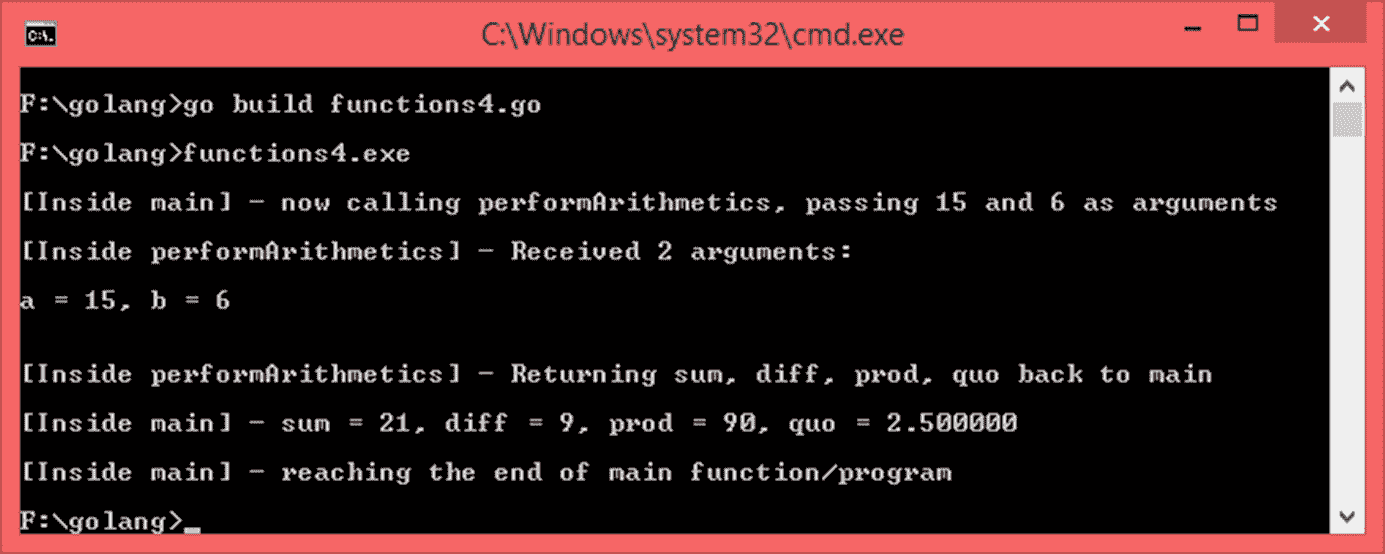 C:\Windows\system32\cmd.exe
F:\golang>go build functions4.go
F:\golang>functions4.exe
[Inside main] - now calling performArithmetics, passing 15 and 6 as arguments
[Inside performArithmetics] - Received 2 arguments:
a = 15, b = 6
[Inside performArithmetics] - Returning sum, diff, prod, quo back to main
[Inside main] - sum = 21, diff = 9, prod = 90, quo = 2.500000
[Inside main] - reaching the end of main function/program
F:\golang>_